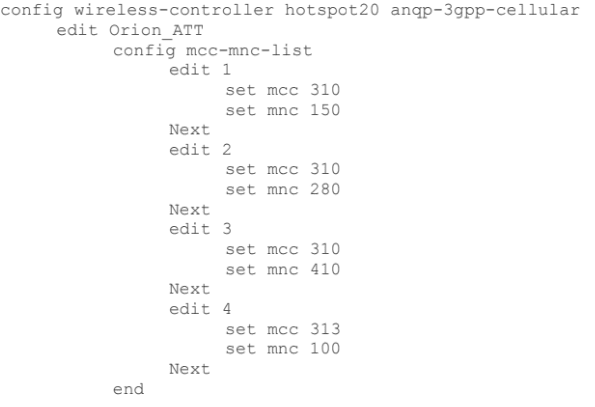 config wireless-controller hotspot20 anqp-3gpp-cellular
edit Orion_ATT
config mcc-mnc-list
edit 1
set mcc 310
set mnc 150
Next
edit 2
set mcc 310
set mnc 280
Next
edit 3
set mcc 310
set mnc 410
Next
edit 4
set mcc 313
set mnc 100
Next
end